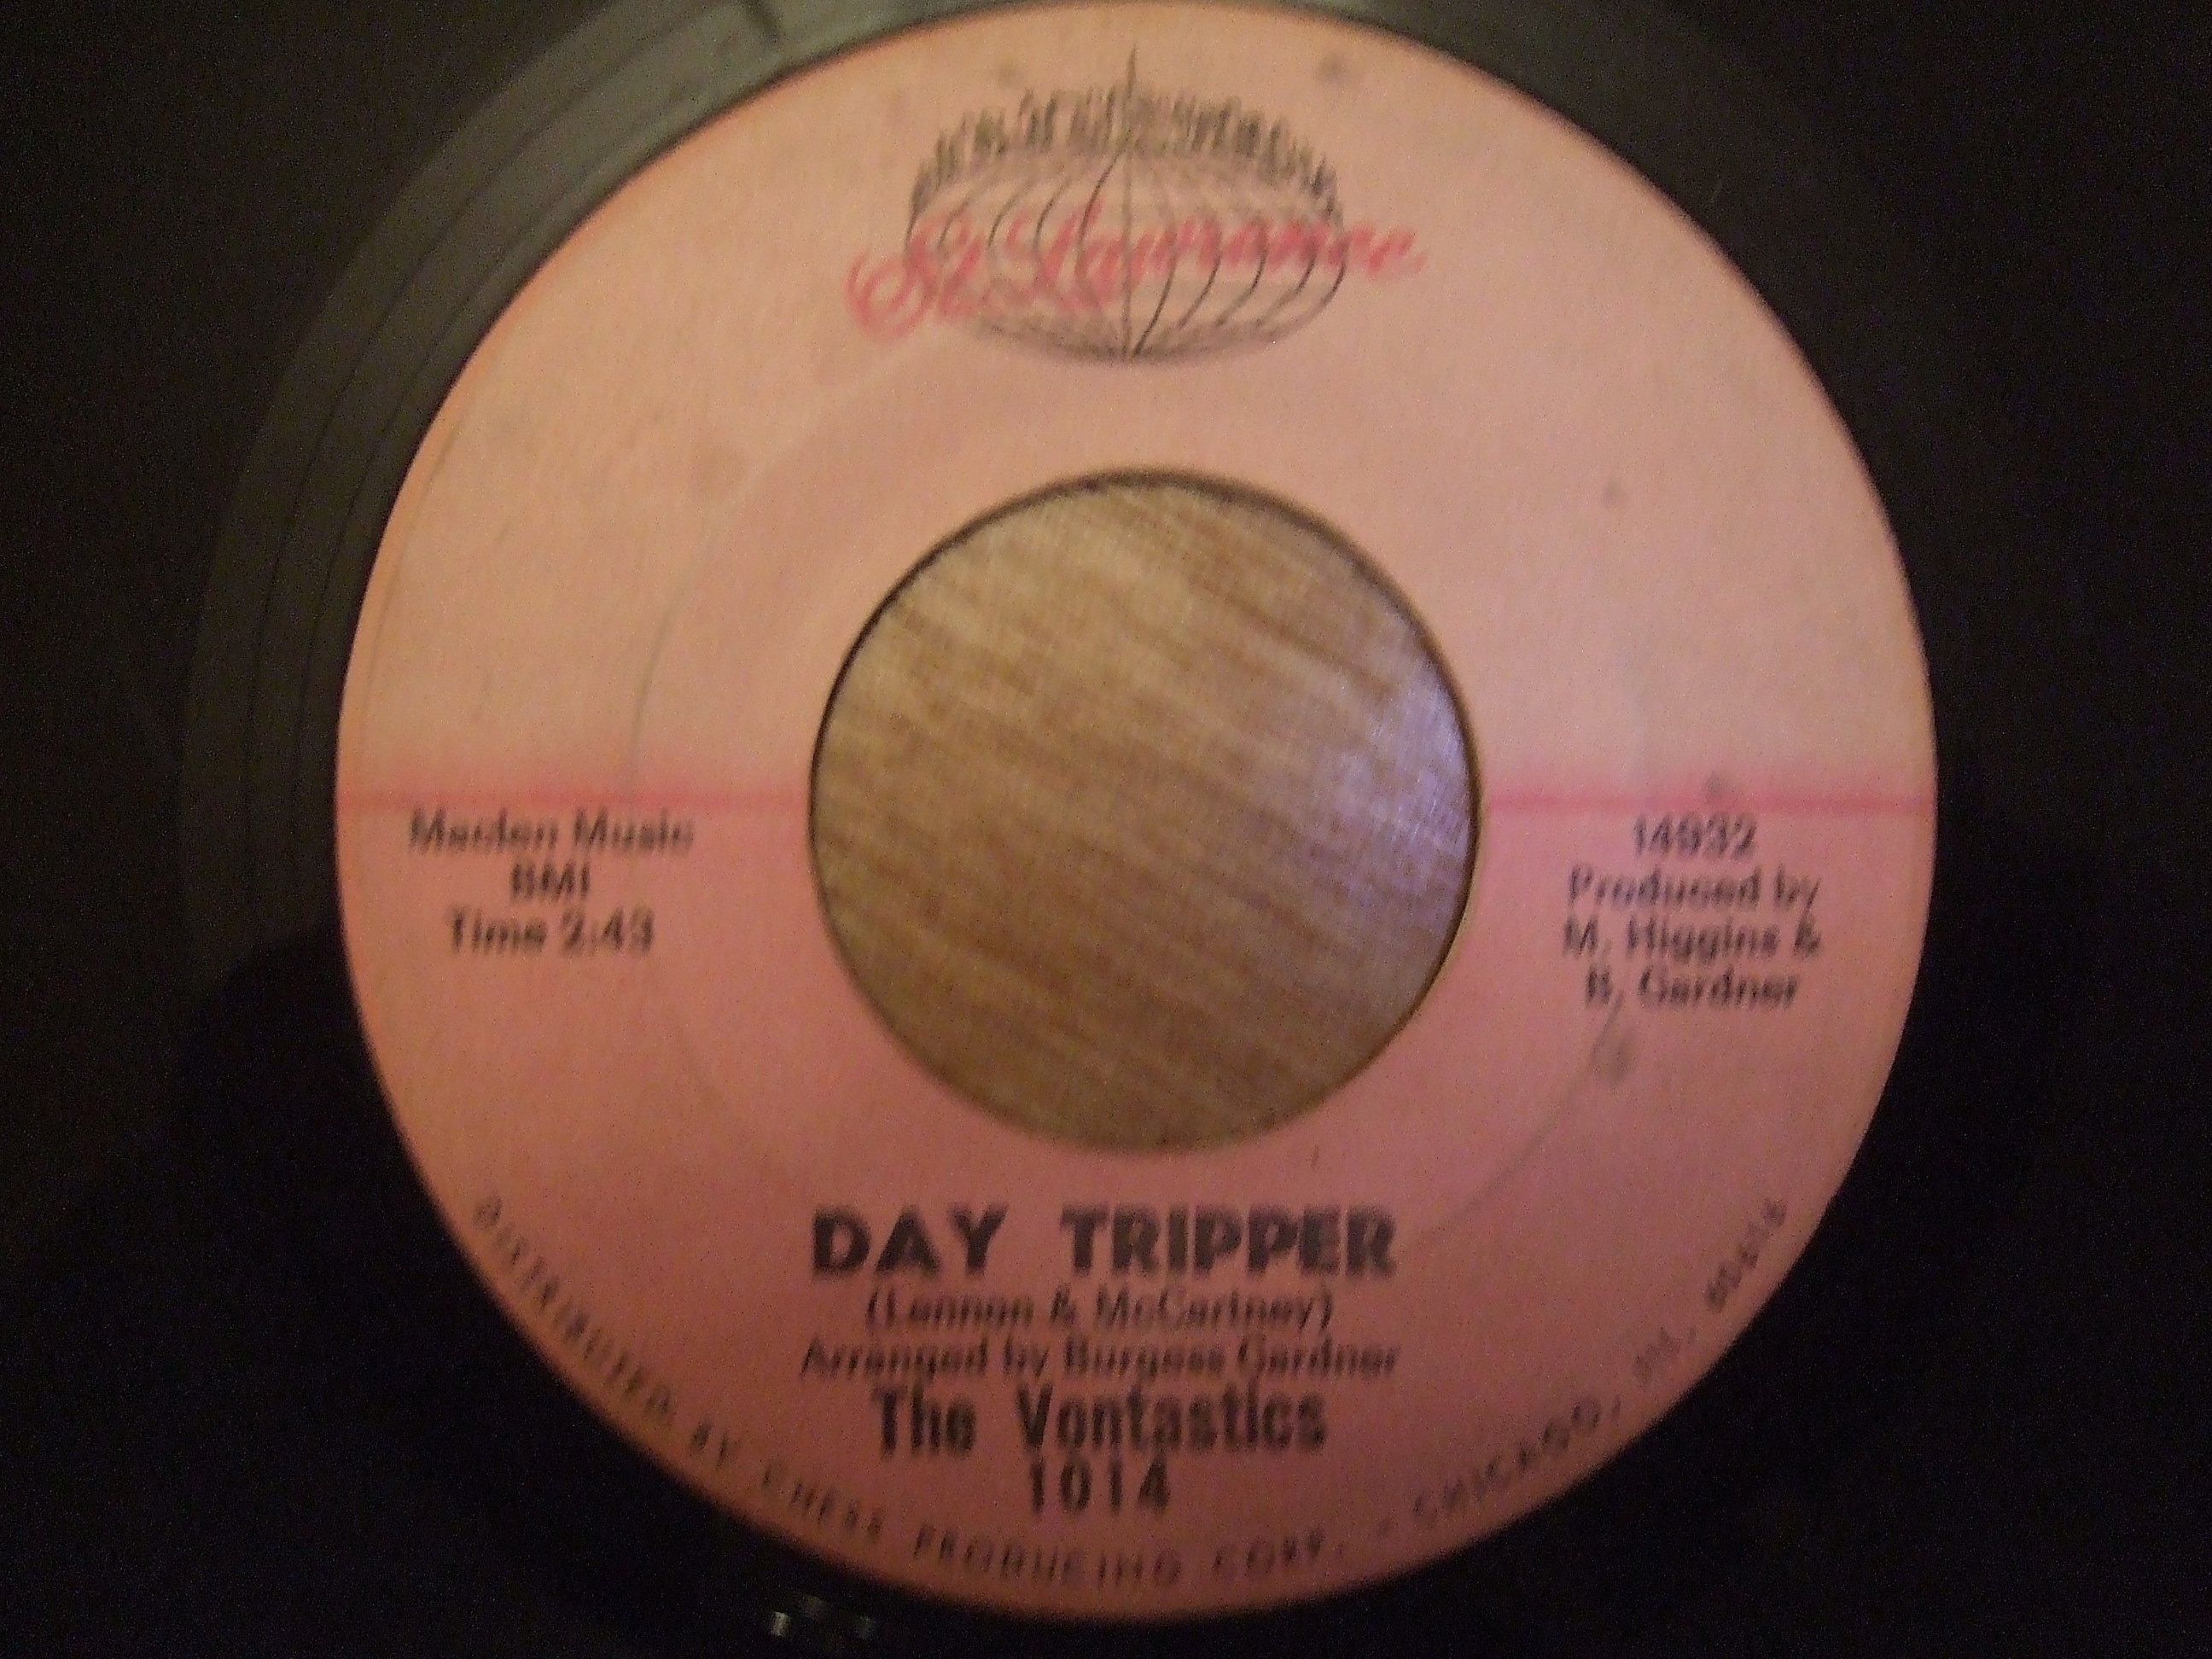 St. Lawrence
Maclen Music
BMI
Time 2:43
14932
Produced by
M. Higgins &
B. Gardner
DAY TRIPPER
(Lennon & McCartney)
Arranged by Burgess Gardner
The Vontastics
1014
DISTRIBUTED BY CHESS PRODUCING CORP. - CHICAGO, ILL. 60616